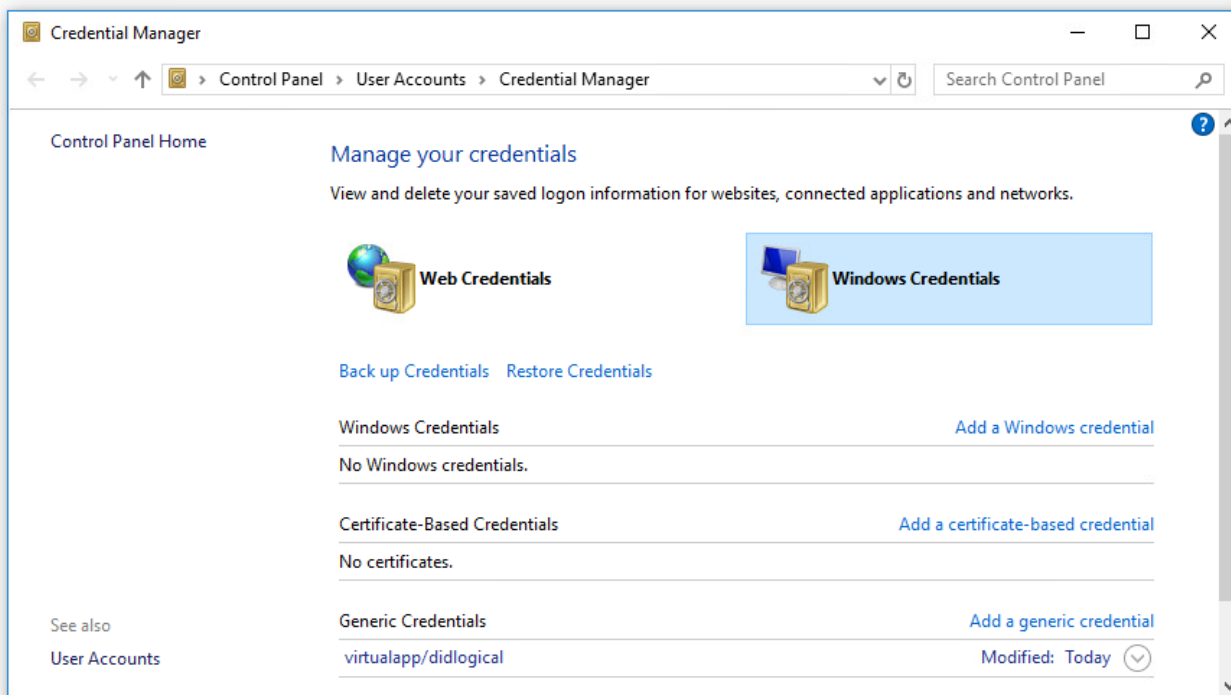 Credential Manager
Control Panel > User Accounts > Credential Manager
Search Control Panel
?
Control Panel Home
Manage your credentials
View and delete your saved logon information for websites, connected applications and networks.
Web Credentials
Windows Credentials
Back up Credentials Restore Credentials
Windows Credentials Add a Windows credential
No Windows credentials.
Certificate-Based Credentials Add a certificate-based credential
No certificates.
See also
User Accounts
Generic Credentials Add a generic credential
virtualapp/didlogical Modified: Today